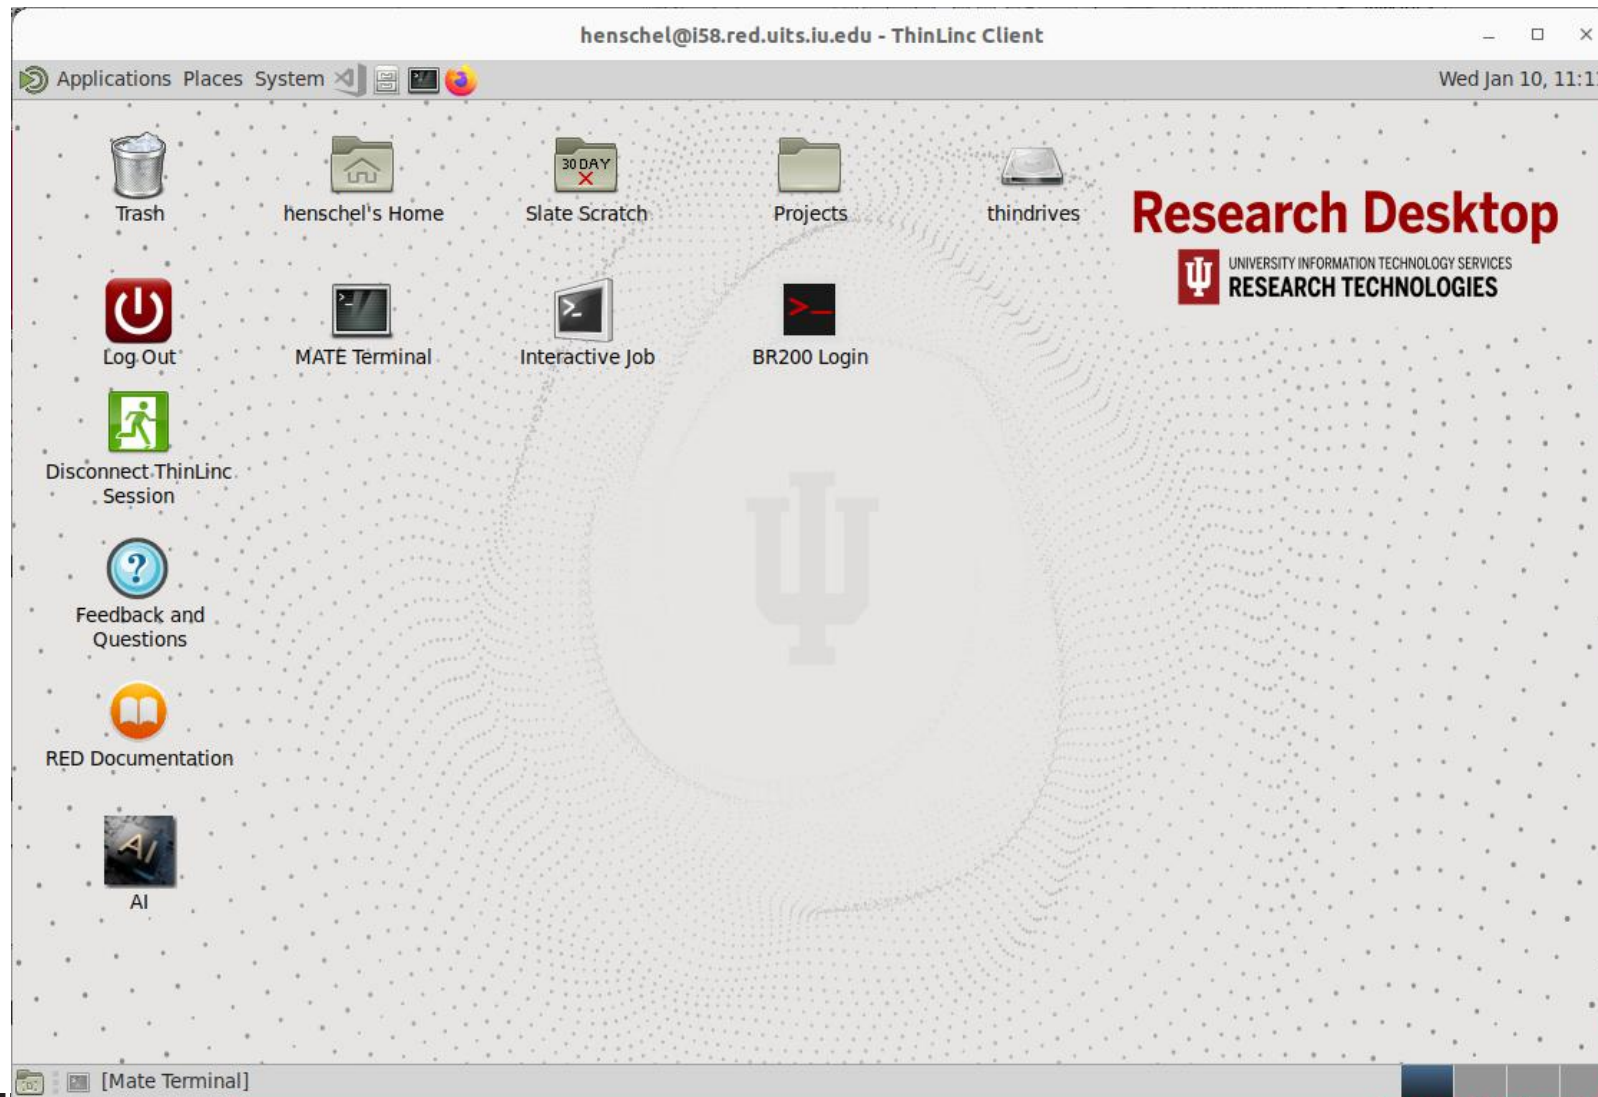 henschel@i58.red.uits.iu.edu - ThinLinc Client
Applications Places System
Wed Jan 10, 11:1
Trash
henschel's Home
30 DAY
Slate Scratch
Projects
thindrives
Research Desktop
UNIVERSITY INFORMATION TECHNOLOGY SERVICES
RESEARCH TECHNOLOGIES
Log Out
MATE Terminal
Interactive Job
BR200 Login
Disconnect ThinLinc
Session
Feedback and
Questions
RED Documentation
AI
AI
[Mate Terminal]